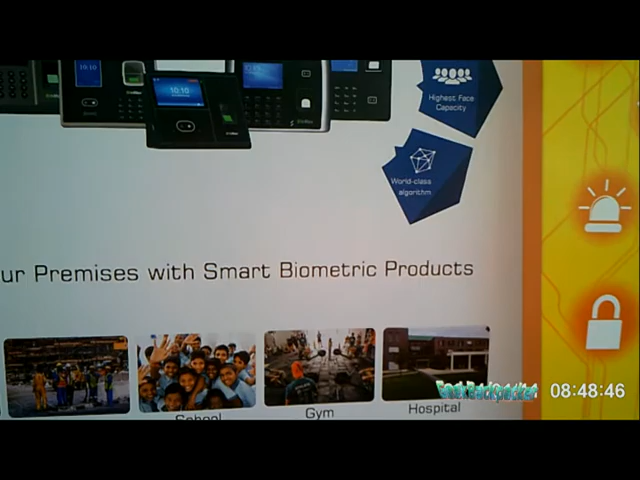 10:10
10:10
Highest Face
Capacity
World-class
algorithm
ur Premises with Smart Biometric Products
School
Gym
Hospital
GeekBackpacker
08:48:46